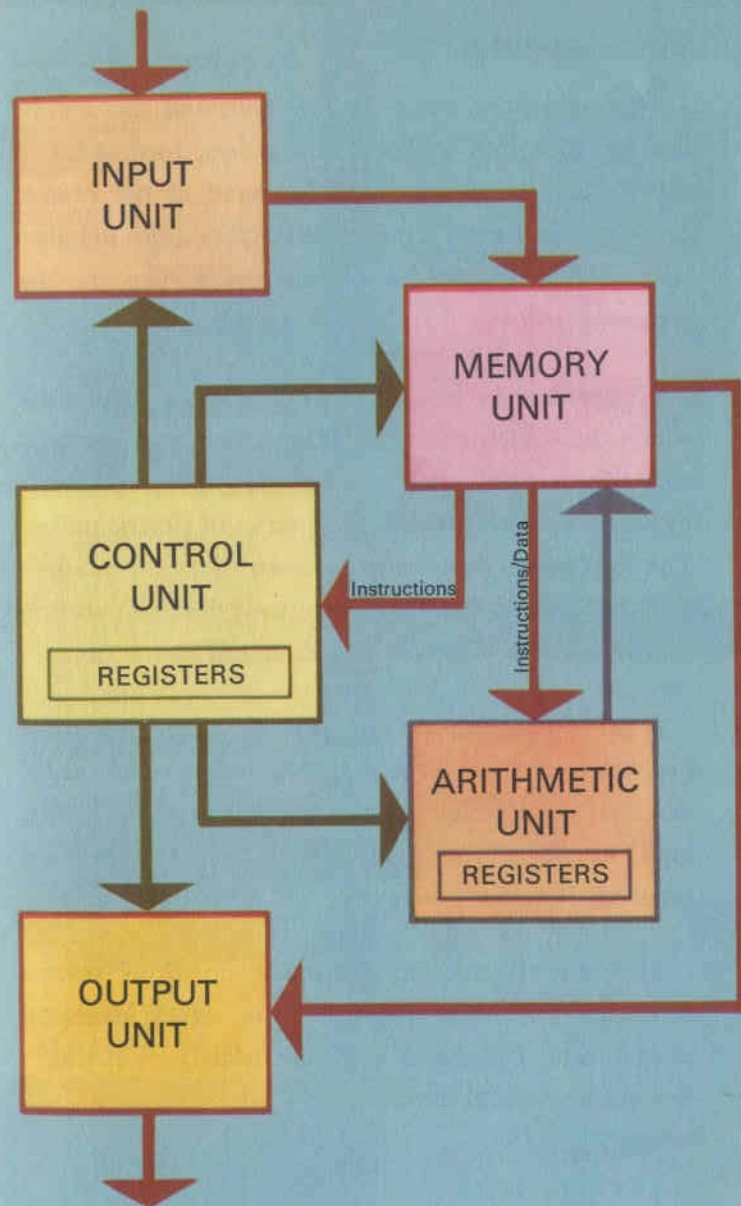 INPUT
UNIT
MEMORY
UNIT
CONTROL
UNIT
REGISTERS
Instructions
Instructions/Data
ARITHMETIC
UNIT
REGISTERS
OUTPUT
UNIT